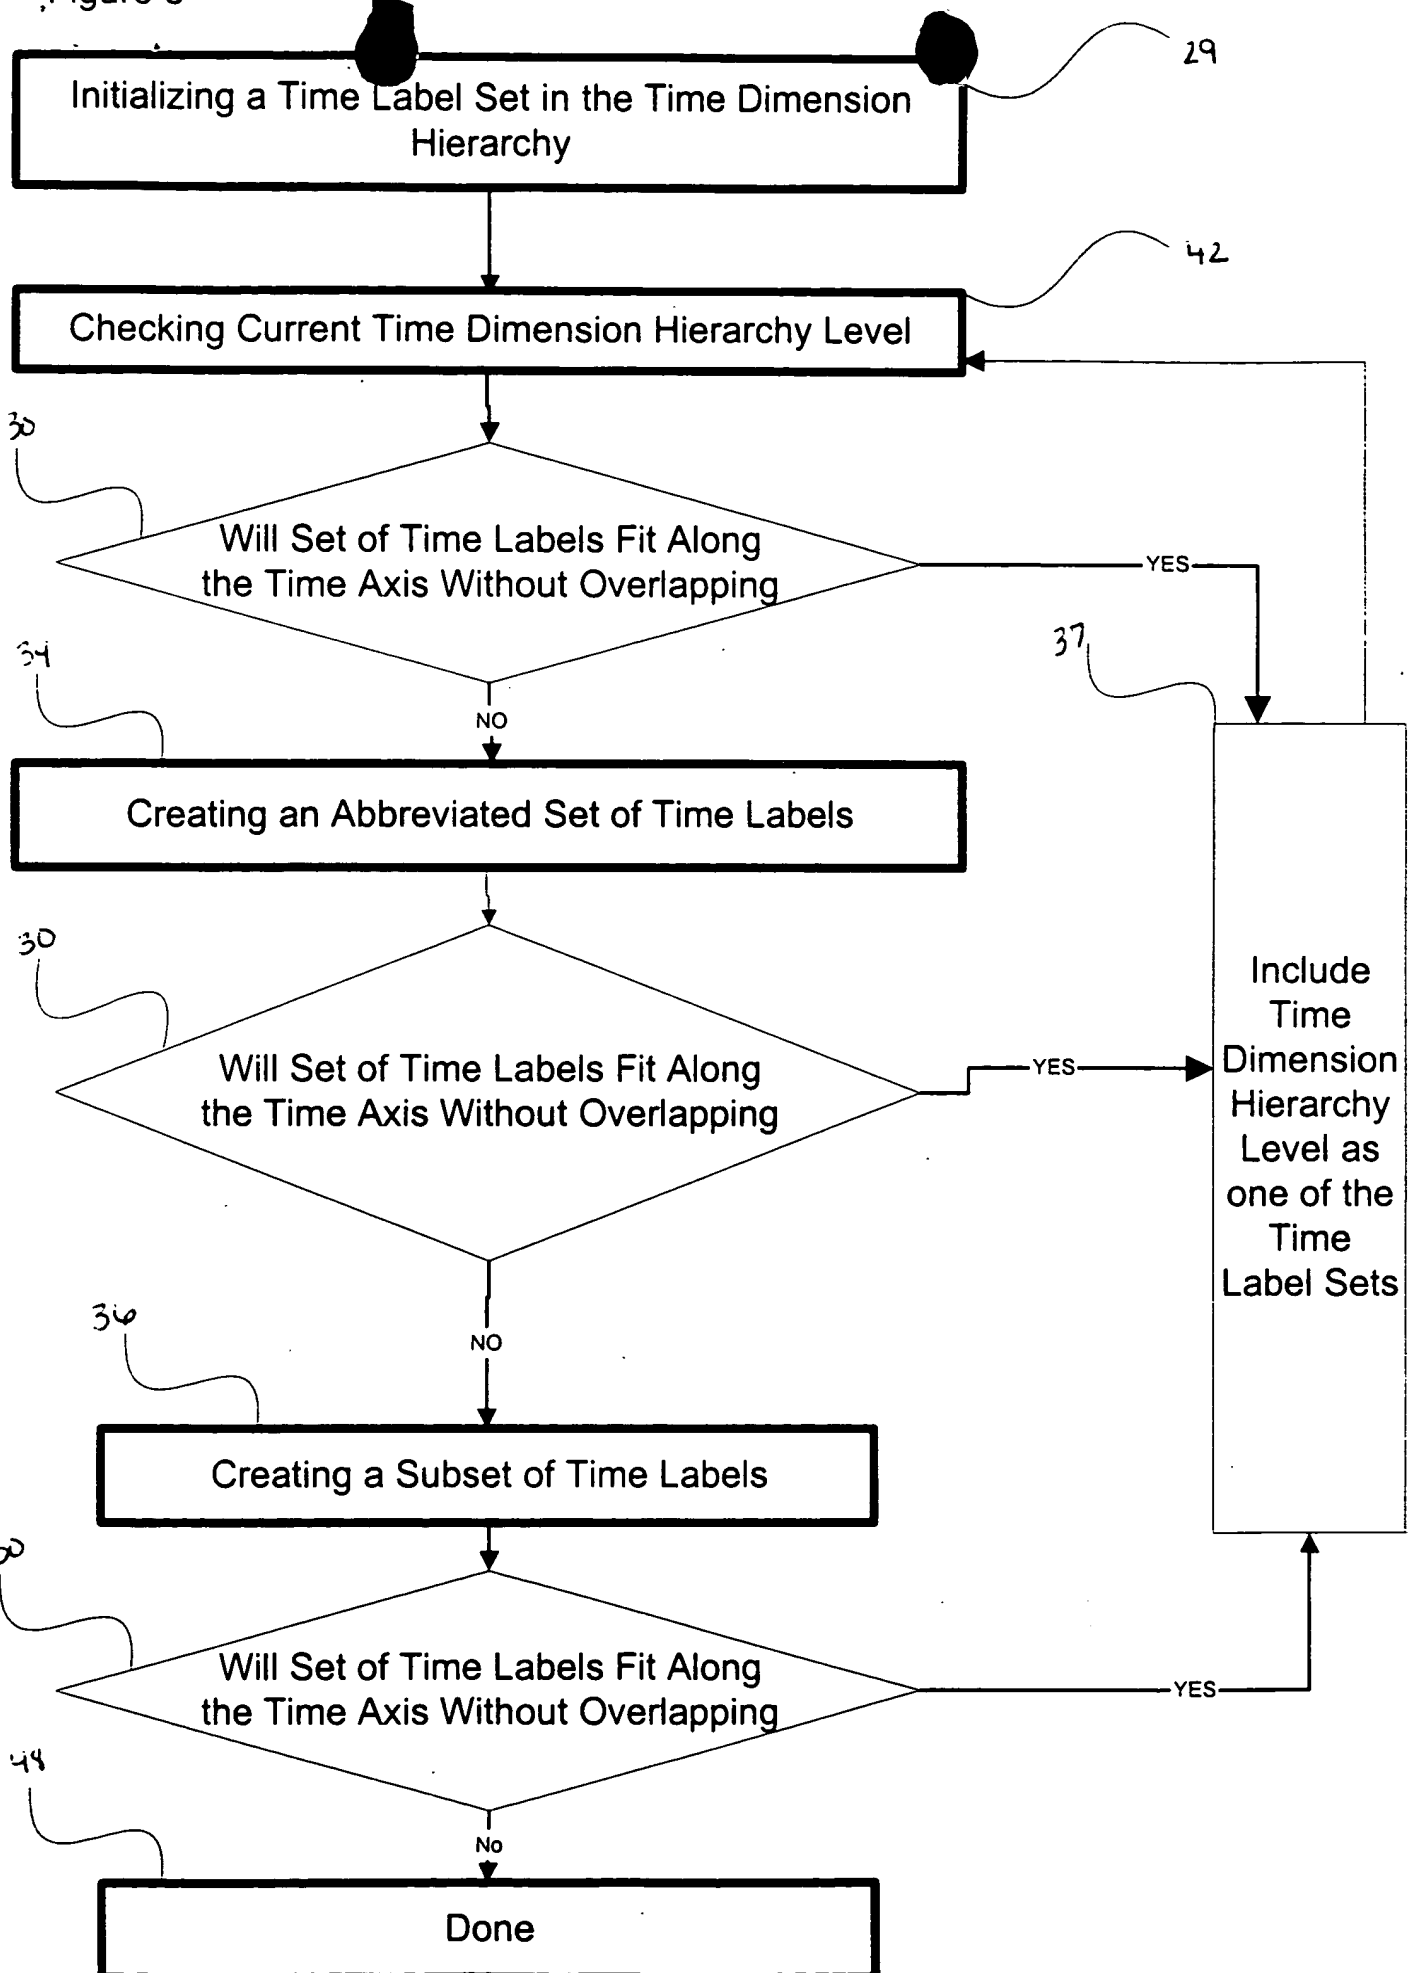 29
Initializing a Time Label Set in the Time Dimension
Hierarchy
42
Checking Current Time Dimension Hierarchy Level
30
Will Set of Time Labels Fit Along
the Time Axis Without Overlapping
YES
37
34
NO
Creating an Abbreviated Set of Time Labels
30
Will Set of Time Labels Fit Along
the Time Axis Without Overlapping
YES
Include
Time
Dimension
Hierarchy
Level as
one of the
Time
Label Sets
36
NO
Creating a Subset of Time Labels
Will Set of Time Labels Fit Along
the Time Axis Without Overlapping
YES
48
No
Done